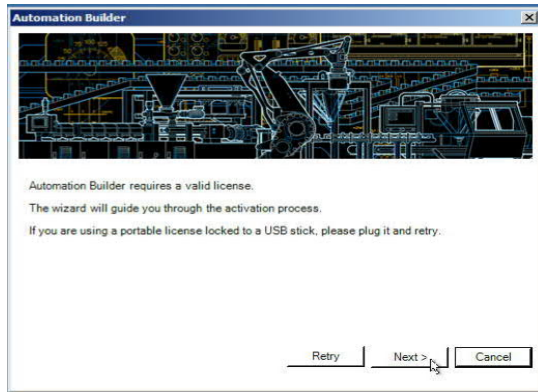 Automation Builder
Automation Builder requires a valid license.
The wizard will guide you through the activation process.
If you are using a portable license locked to a USB stick, please plug it and retry.
Retry
Next >
Cancel